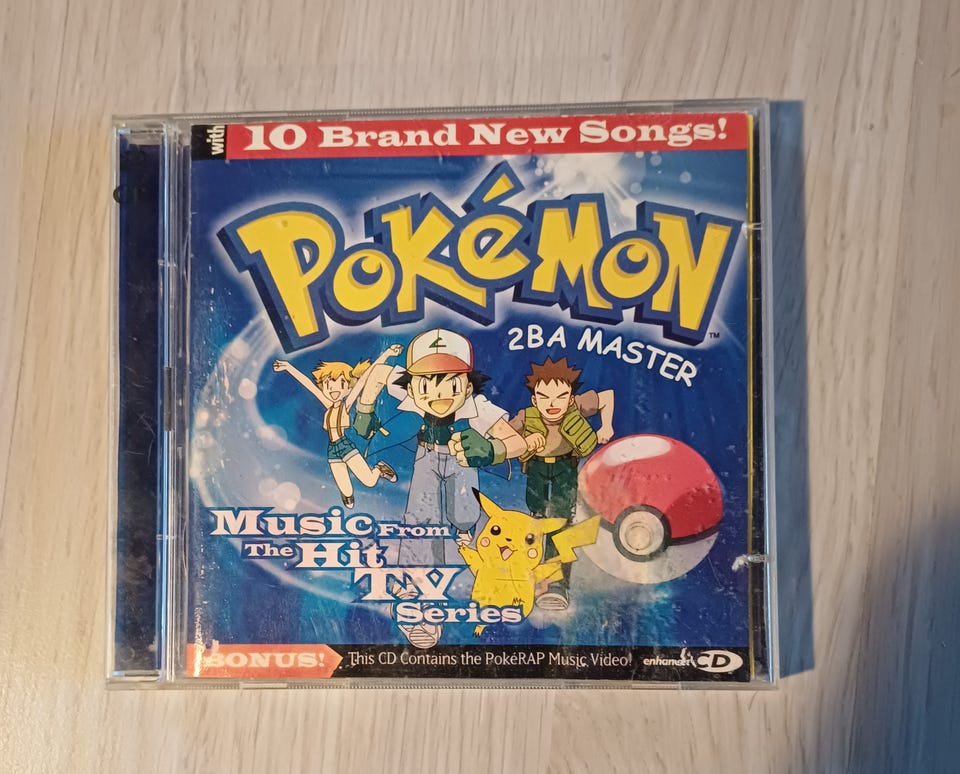 with 10 Brand New Songs!
POKéMON
™
2BA MASTER
Music From
The Hit
TV
Series
BONUS! This CD Contains the PokéRAP Music Video! enhanced CD